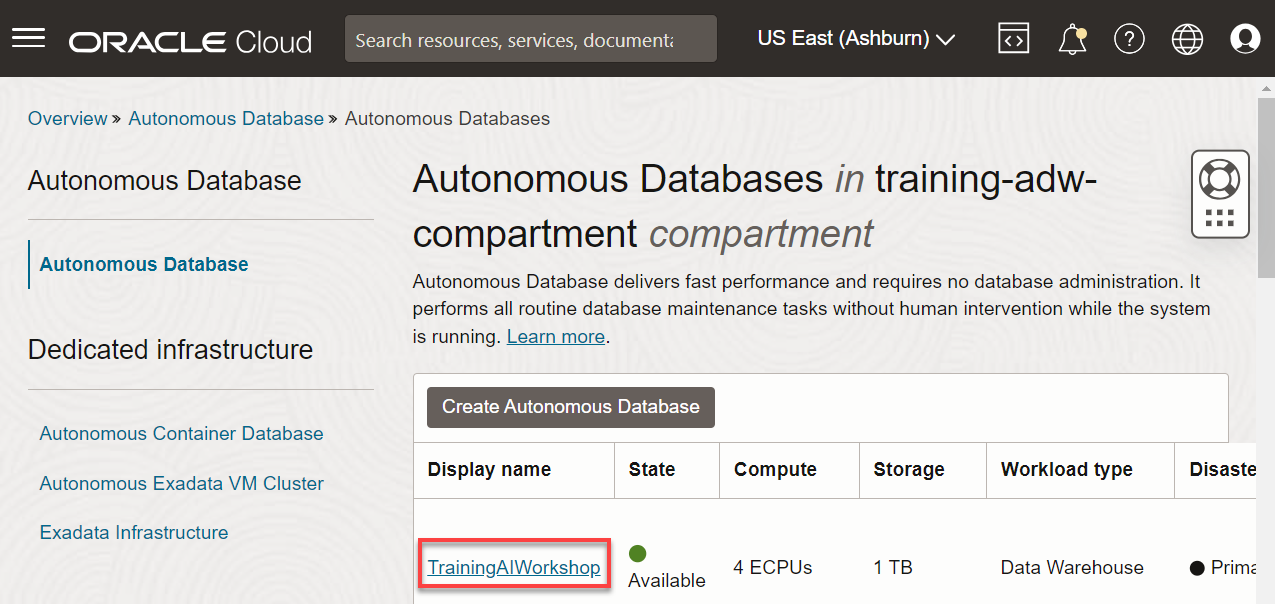 ORACLE Cloud
Search resources, services, documenta
US East (Ashburn)
Overview » Autonomous Database » Autonomous Databases
Autonomous Database
Autonomous Database
Dedicated infrastructure
Autonomous Container Database
Autonomous Exadata VM Cluster
Exadata Infrastructure
Autonomous Databases in training-adw-
compartment compartment
Autonomous Database delivers fast performance and requires no database administration. It
performs all routine database maintenance tasks without human intervention while the system
is running. Learn more.
Create Autonomous Database
Display name State Compute Storage Workload type Disaste
TrainingAIWorkshop Available 4 ECPUs 1 TB Data Warehouse Prima